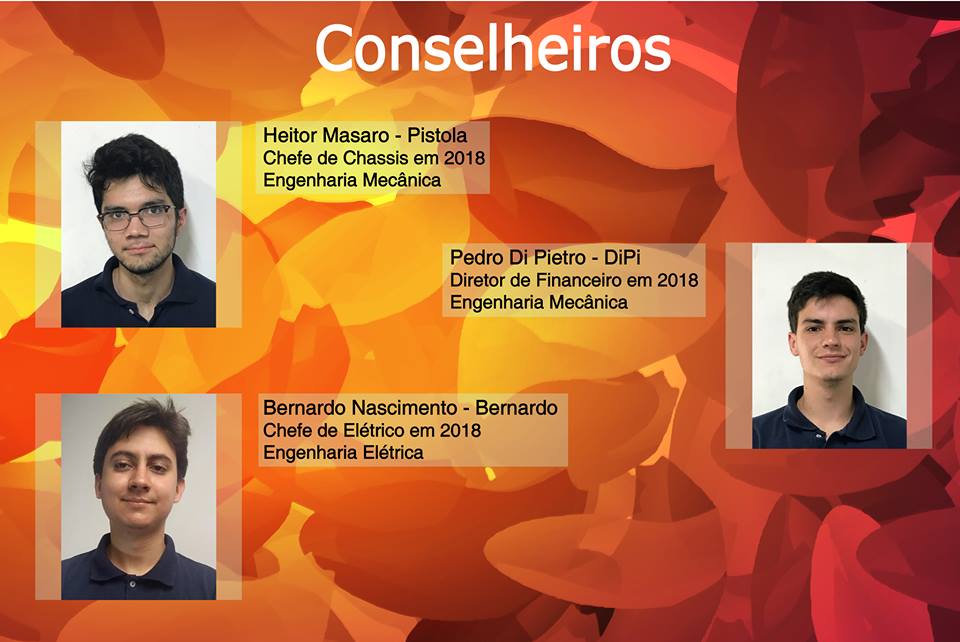 Conselheiros
Heitor Masaro - Pistola
Chefe de Chassis em 2018
Engenharia Mecânica
Pedro Di Pietro - DiPi
Diretor de Financeiro em 2018
Engenharia Mecânica
Bernardo Nascimento - Bernardo
Chefe de Elétrico em 2018
Engenharia Elétrica